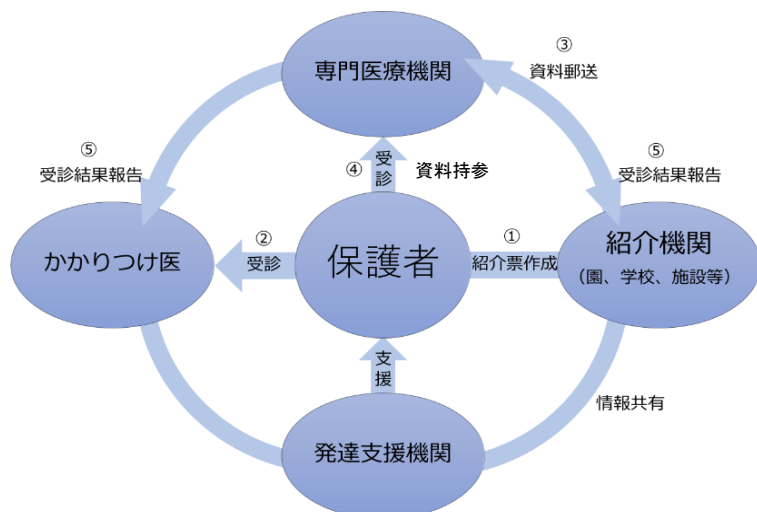 専門医療機関
③
資料郵送
⑤
受診結果報告
④
受診
資料持参
⑤
受診結果報告
かかりつけ医
②
受診
保護者
①
紹介票作成
紹介機関
（園、学校、施設等）
支援
情報共有
発達支援機関